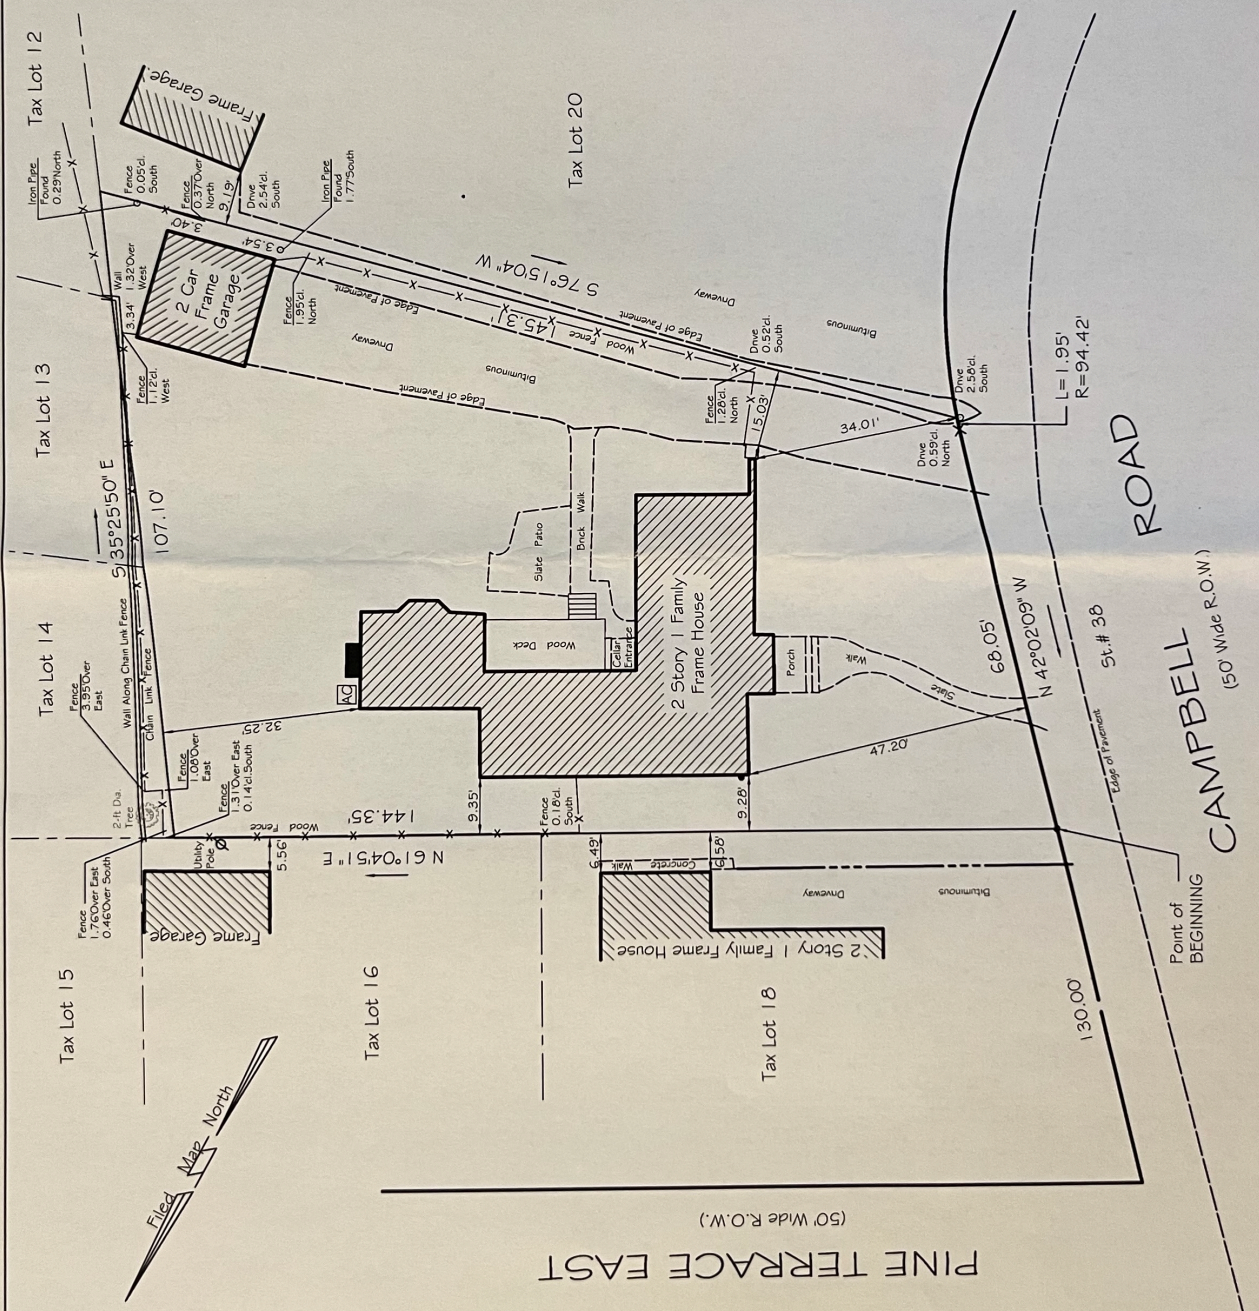 Tax Lot 12
Tax Lot 13
Tax Lot 14
Tax Lot 15
Tax Lot 16
Tax Lot 18
Tax Lot 20
Frame Garage
Iron Pipe
Found
0.29'North
Fence
0.05'cl.
South
Fence
0.37'Over
North
9.19'
Drive
2.54'cl.
South
Iron Pipe
Found
1.77'South
3.40'
3.54'
Wall
1.32'Over
West
3.34'
2 Car
Frame
Garage
Fence
1.12'cl.
West
Fence
1.95'cl.
North
S 76°15'04" W
145.31'
Wood Fence
Edge of Pavement
Driveway
Bituminous
Edge of Pavement
Edge of Pavement
Driveway
Bituminous
Drive
0.52'cl.
South
Fence
1.28'cl.
North
15.03'
34.01'
Drive
0.59'cl.
North
Drive
2.58'cl.
South
L=1.95'
R=94.42'
S 35°25'50" E
107.10'
Wall Along Chain Link Fence
Chain Link Fence
Fence
3.95'Over
East
2-ft Dia.
Tree
Fence
1.08'Over
East
Fence
1.31'Over East
0.14'cl.South
Fence
1.76'Over East
0.46'Over South
Utility
Pole
32.25'
AC
Slate Patio
Brick Walk
Wood Deck
Cellar
Entrance
2 Story 1 Family
Frame House
Porch
Slate Walk
9.35'
9.28'
47.20'
Fence
0.18'cl.
South
144.35'
N 61°04'51" E
Wood Fence
5.56'
Frame Garage
6.49'
6.58'
Concrete Walk
2 Story 1 Family Frame House
Driveway
Bituminous
68.05'
N 42°02'09" W
St.# 38
Edge of Pavement
CAMPBELL ROAD
(50' Wide R.O.W.)
Point of
BEGINNING
130.00'
Filed Map North
PINE TERRACE EAST
(50' Wide R.O.W.)